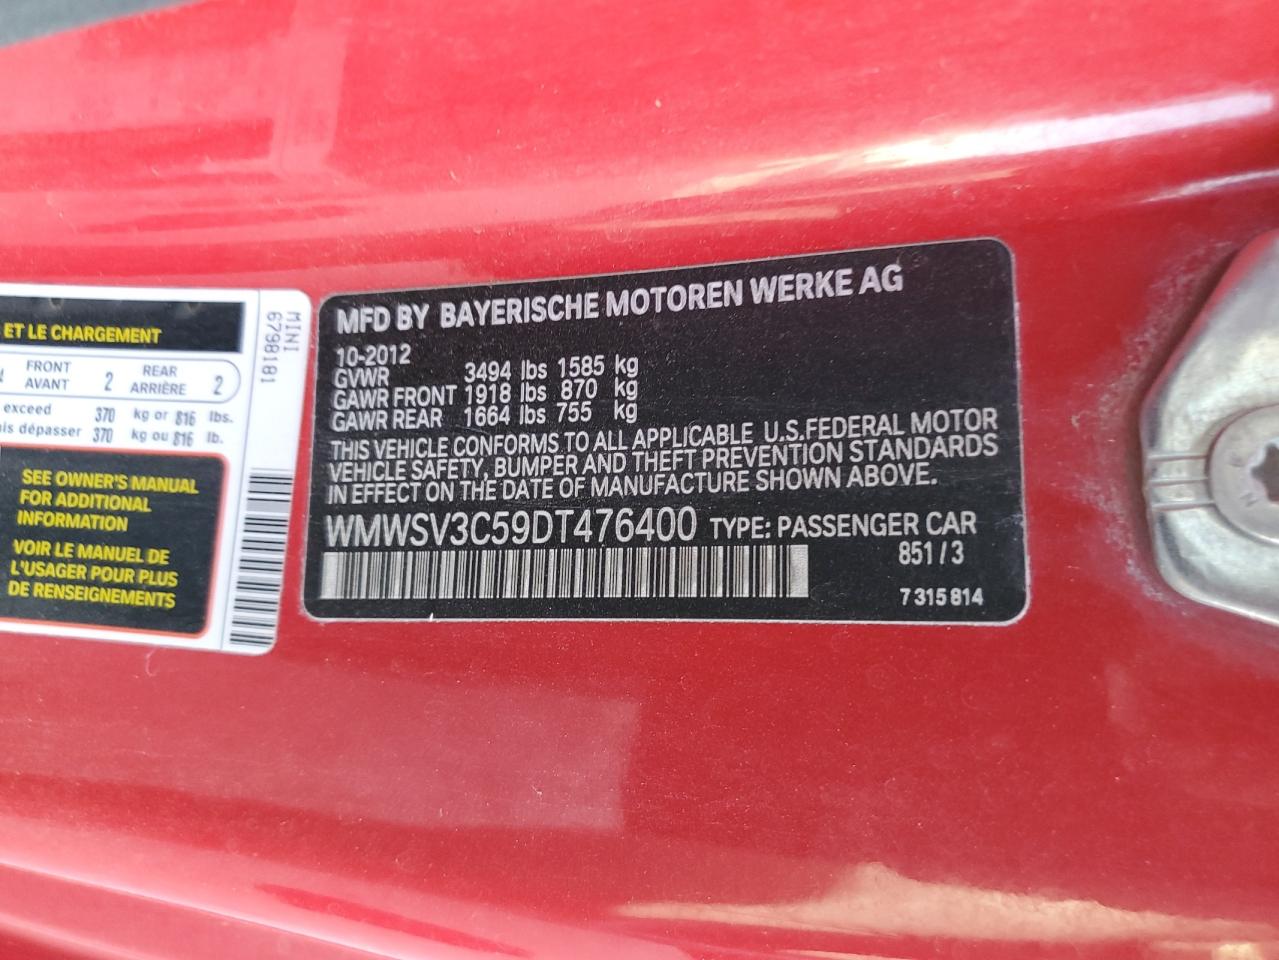 ET LE CHARGEMENT
FRONT
AVANT 2 REAR
ARRIÈRE 2
exceed 370 kg or 816 lbs.
dépasser 370 kg ou 816 lb.
SEE OWNER'S MANUAL
FOR ADDITIONAL
INFORMATION
VOIR LE MANUEL DE
L'USAGER POUR PLUS
DE RENSEIGNEMENTS
MINI
6798181
MFD BY BAYERISCHE MOTOREN WERKE AG
10-2012
GVWR 3494 lbs 1585 kg
GAWR FRONT 1918 lbs 870 kg
GAWR REAR 1664 lbs 755 kg
THIS VEHICLE CONFORMS TO ALL APPLICABLE U.S.FEDERAL MOTOR
VEHICLE SAFETY, BUMPER AND THEFT PREVENTION STANDARDS
IN EFFECT ON THE DATE OF MANUFACTURE SHOWN ABOVE.
WMWSV3C59DT476400 TYPE: PASSENGER CAR
851/3
7315814